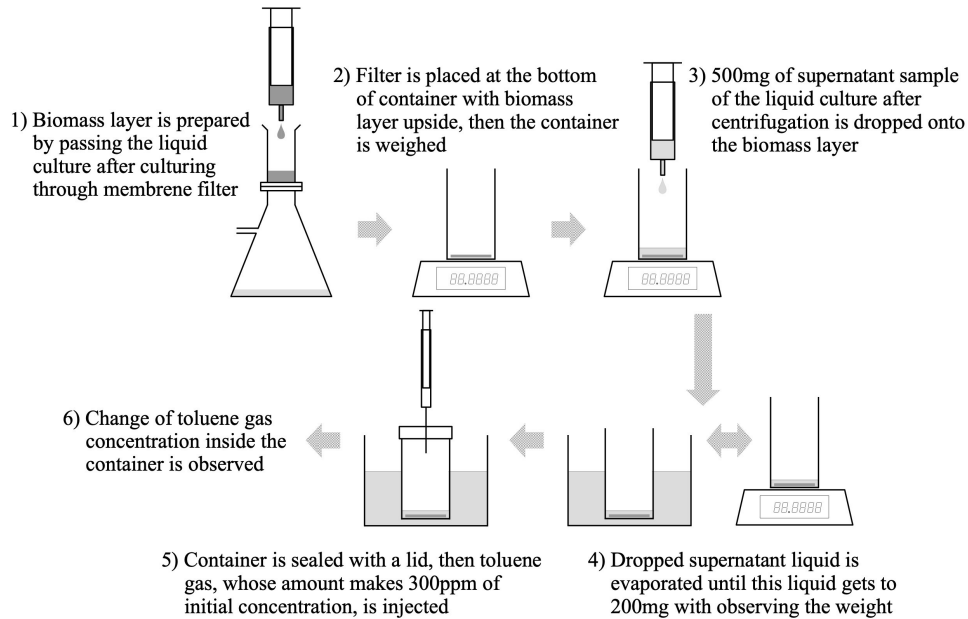 1) Biomass layer is prepared
by passing the liquid
culture after culturing
through membrene filter
2) Filter is placed at the bottom
of container with biomass
layer upside, then the container
is weighed
3) 500mg of supernatant sample
of the liquid culture after
centrifugation is dropped onto
the biomass layer
88.8888
88.8888
6) Change of toluene gas
concentration inside the
container is observed
88.8888
5) Container is sealed with a lid, then toluene
gas, whose amount makes 300ppm of
initial concentration, is injected
4) Dropped supernatant liquid is
evaporated until this liquid gets to
200mg with observing the weight